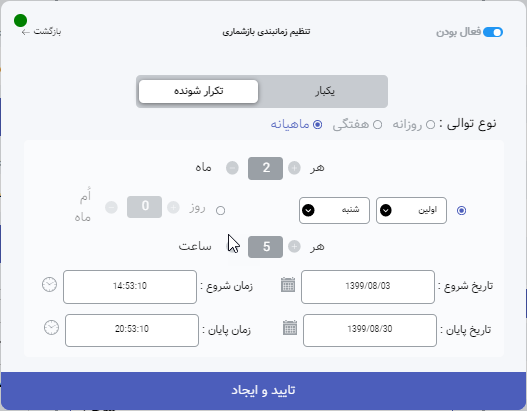 فعال بودن تنظیم زمانبندی بازشماری بازگشت ←
یکبار تکرار شونده
نوع توالی : روزانه هفتگی ماهیانه
هر + 2 − ماه
اولین شنبه روز + 0 − اُم ماه
هر + 5 − ساعت
تاریخ شروع : 1399/08/03 زمان شروع : 14:53:10
تاریخ پایان : 1399/08/30 زمان پایان : 20:53:10
تایید و ایجاد